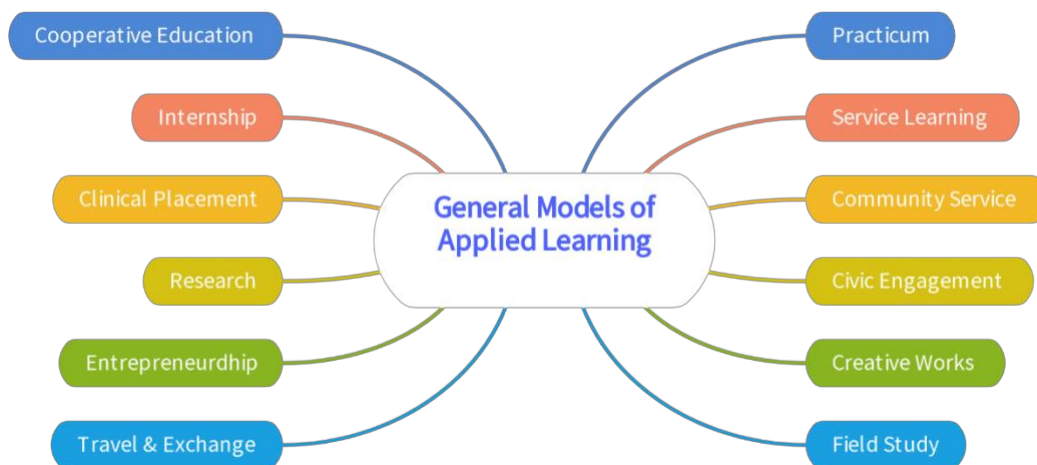 Cooperative Education
Internship
Clinical Placement
Research
Entrepreneurdhip
Travel & Exchange
General Models of
Applied Learning
Practicum
Service Learning
Community Service
Civic Engagement
Creative Works
Field Study